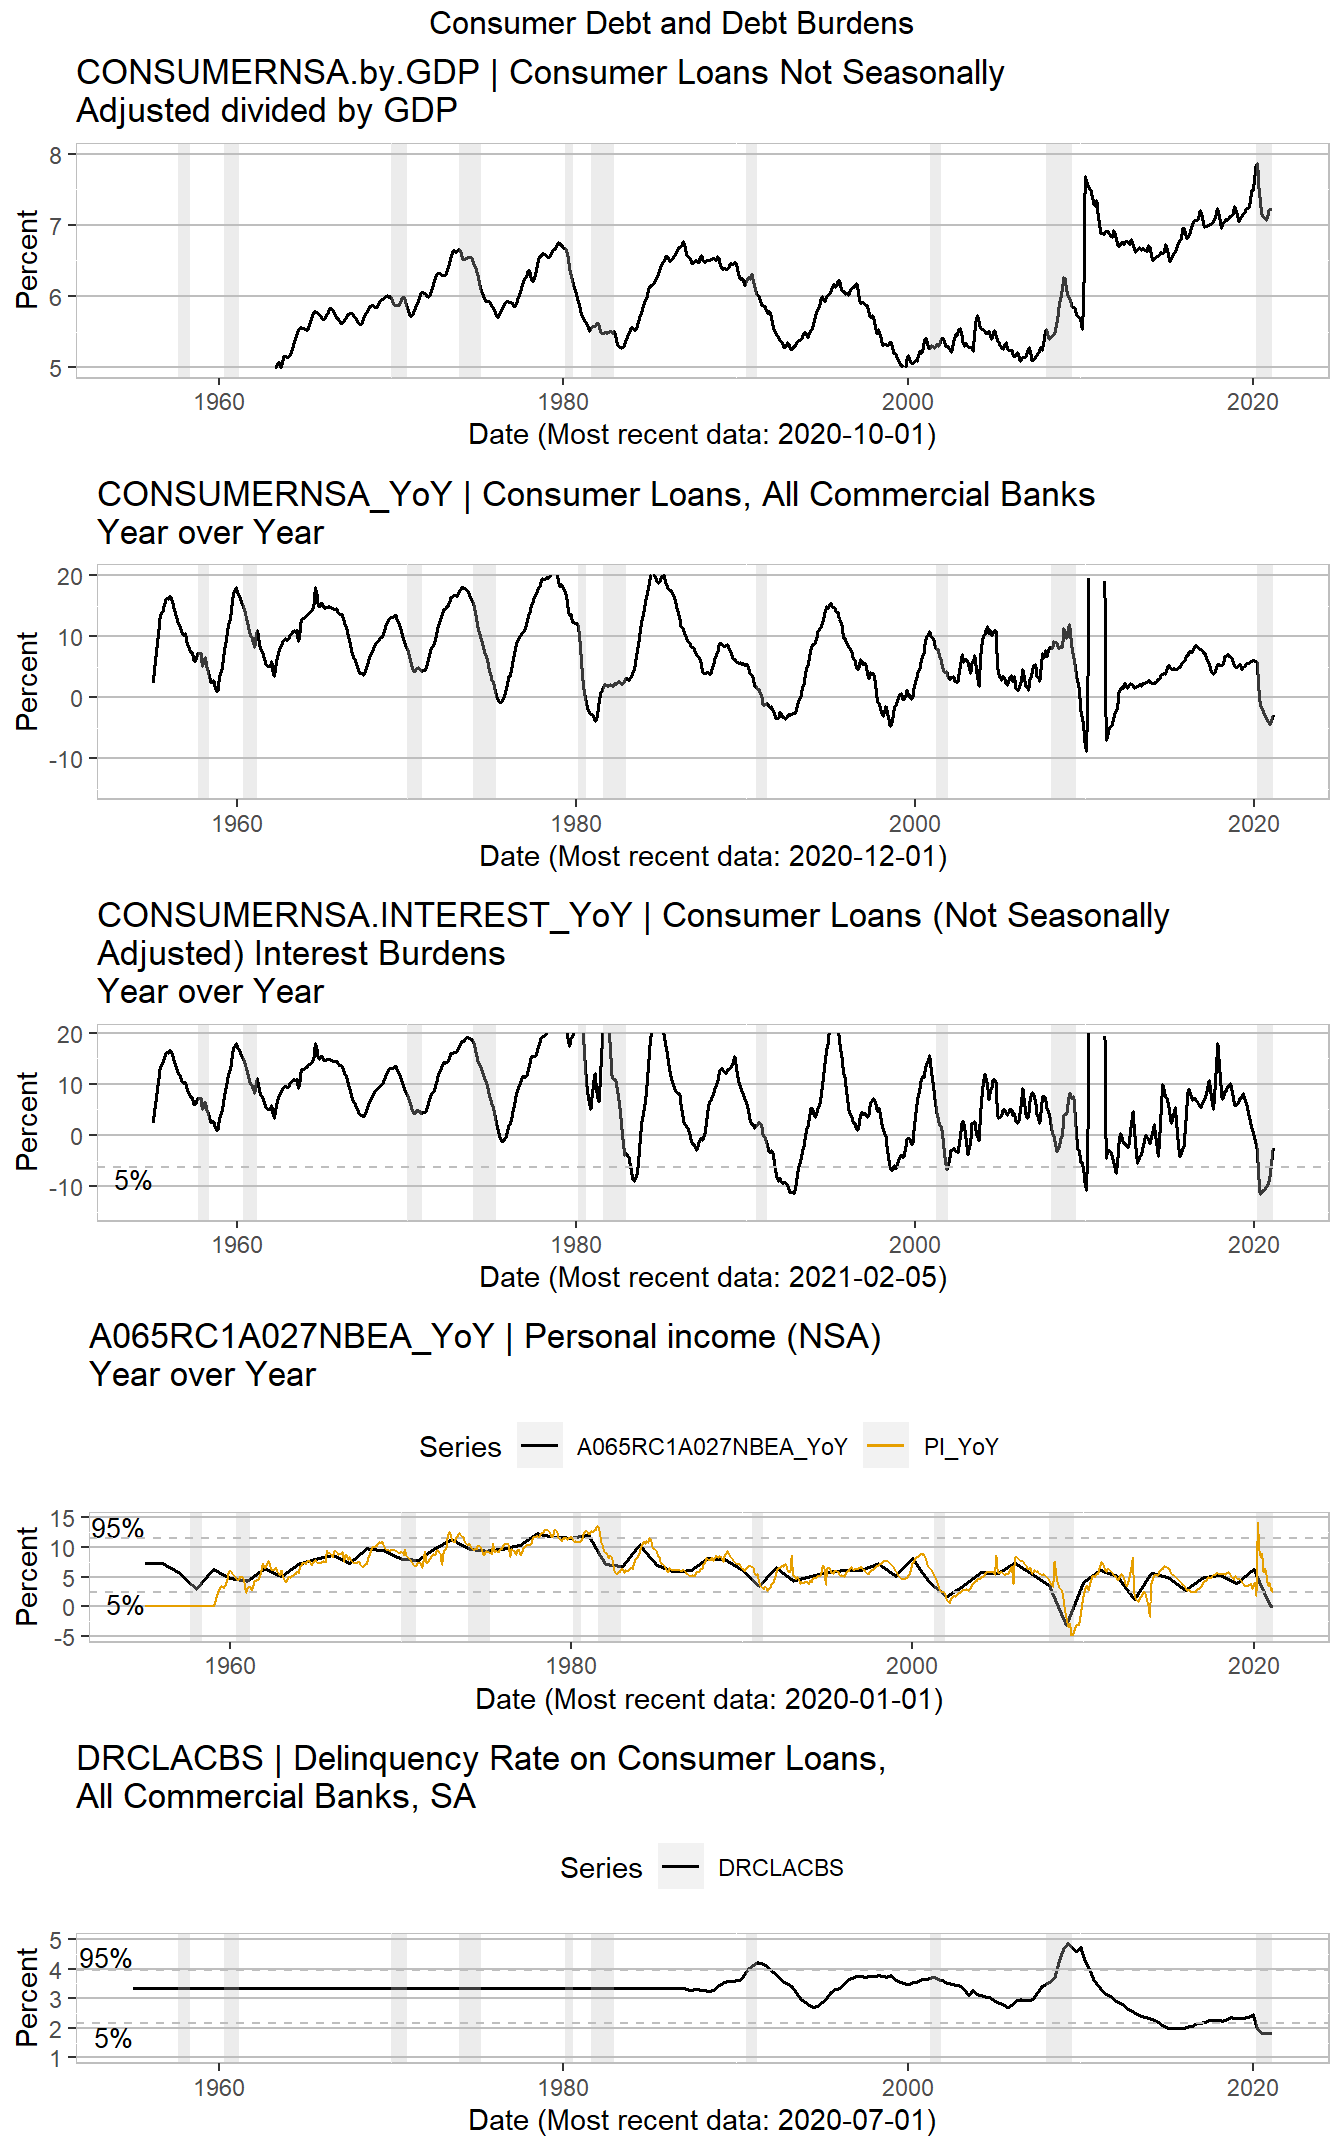 Consumer Debt and Debt Burdens
CONSUMERNSA.by.GDP | Consumer Loans Not Seasonally
Adjusted divided by GDP
Percent
8
7
6
5
1960 1980 2000 2020
Date (Most recent data: 2020-10-01)
CONSUMERNSA_YoY | Consumer Loans, All Commercial Banks
Year over Year
Percent
20
10
0
-10
1960 1980 2000 2020
Date (Most recent data: 2020-12-01)
CONSUMERNSA.INTEREST_YoY | Consumer Loans (Not Seasonally
Adjusted) Interest Burdens
Year over Year
Percent
20
10
0
-10
5%
1960 1980 2000 2020
Date (Most recent data: 2021-02-05)
A065RC1A027NBEA_YoY | Personal income (NSA)
Year over Year
Series A065RC1A027NBEA_YoY PI_YoY
Percent
15
10
5
0
-5
95%
5%
1960 1980 2000 2020
Date (Most recent data: 2020-01-01)
DRCLACBS | Delinquency Rate on Consumer Loans,
All Commercial Banks, SA
Series DRCLACBS
Percent
5
4
3
2
1
95%
5%
1960 1980 2000 2020
Date (Most recent data: 2020-07-01)